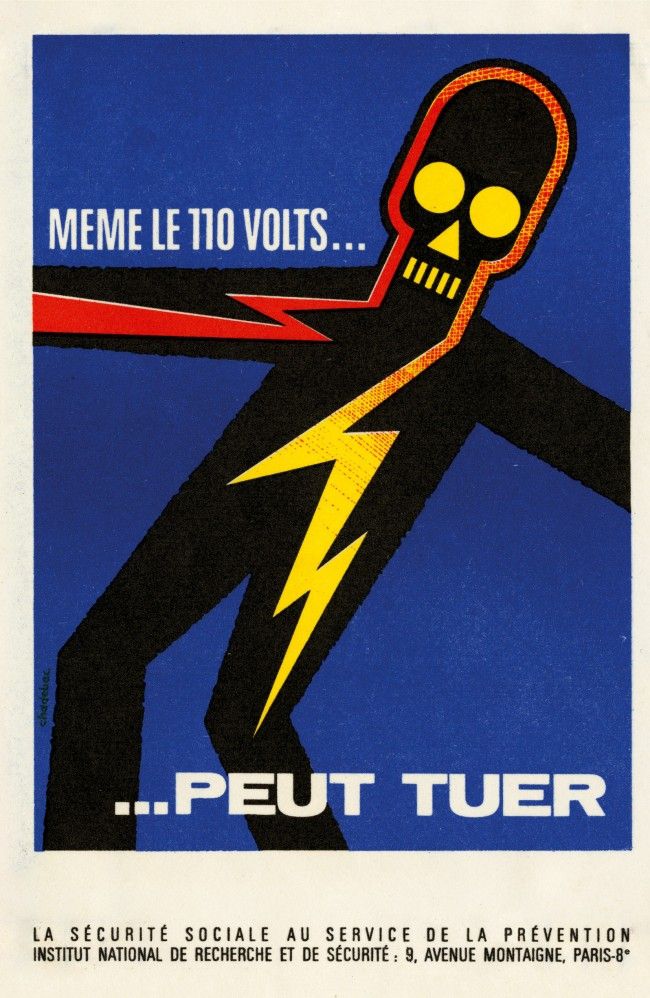 MEME LE 110 VOLTS...
...PEUT TUER
chadebec
LA SÉCURITÉ SOCIALE AU SERVICE DE LA PRÉVENTION
INSTITUT NATIONAL DE RECHERCHE ET DE SÉCURITÉ : 9, AVENUE MONTAIGNE, PARIS-8e